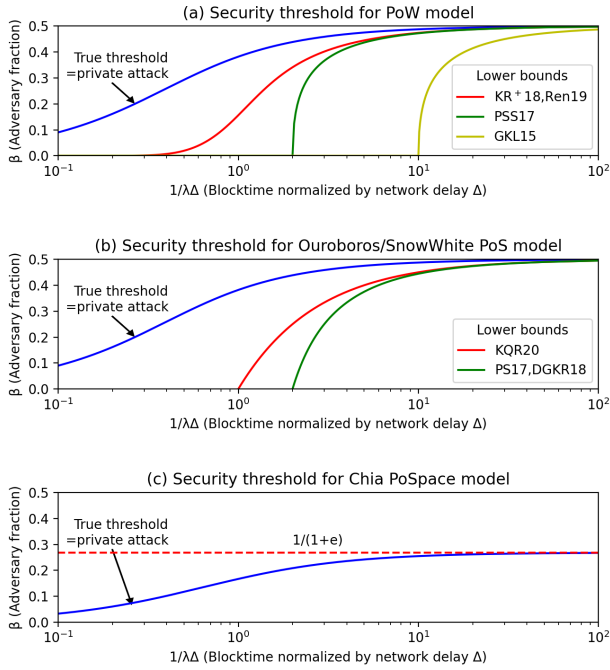 (a) Security threshold for PoW model
0.5
0.4
0.3
0.2
0.1
0.0
β (Adversary fraction)
True threshold
=private attack
Lower bounds
KR⁺18,Ren19
PSS17
GKL15
10⁻¹
10⁰
10¹
10²
1/λΔ (Blocktime normalized by network delay Δ)
(b) Security threshold for Ouroboros/SnowWhite PoS model
0.5
0.4
0.3
0.2
0.1
0.0
β (Adversary fraction)
True threshold
=private attack
Lower bounds
KQR20
PS17,DGKR18
10⁻¹
10⁰
10¹
10²
1/λΔ (Blocktime normalized by network delay Δ)
(c) Security threshold for Chia PoSpace model
0.5
0.4
0.3
0.2
0.1
0.0
β (Adversary fraction)
True threshold
=private attack
1/(1+e)
10⁻¹
10⁰
10¹
10²
1/λΔ (Blocktime normalized by network delay Δ)